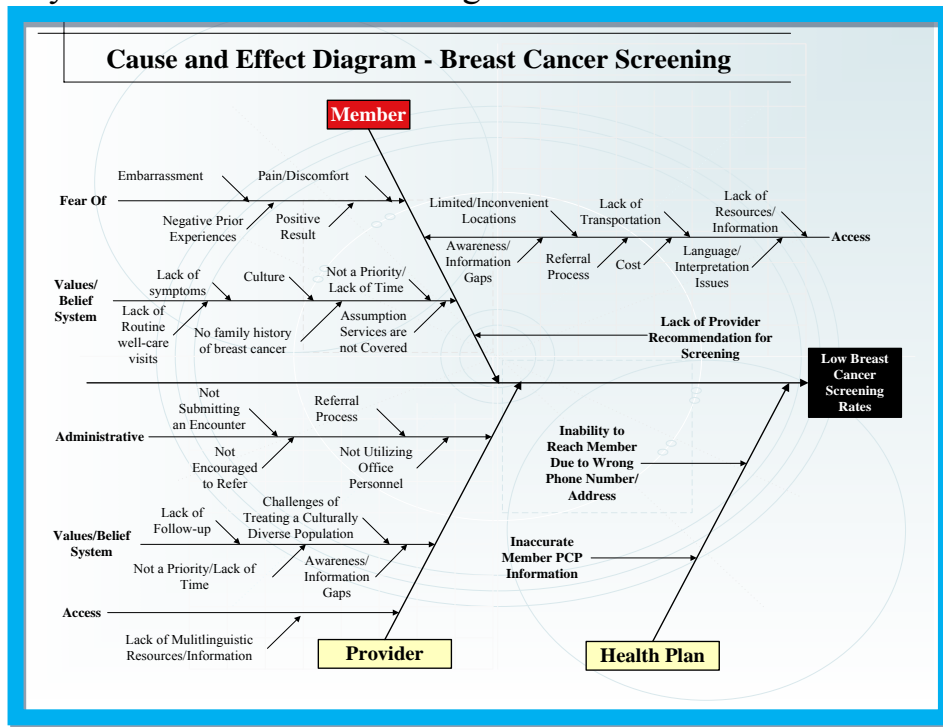 Cause and Effect Diagram - Breast Cancer Screening
Member
Embarrassment
Pain/Discomfort
Fear Of
Negative Prior
Experiences
Positive
Result
Limited/Inconvenient
Locations
Lack of
Transportation
Lack of
Resources/
Information
Access
Awareness/
Information
Gaps
Referral
Process
Cost
Language/
Interpretation
Issues
Values/
Belief
System
Lack of
symptoms
Culture
Not a Priority/
Lack of Time
Lack of
Routine
well-care
visits
No family history
of breast cancer
Assumption
Services are
not Covered
Lack of Provider
Recommendation for
Screening
Low Breast
Cancer
Screening
Rates
Not
Submitting
an Encounter
Referral
Process
Administrative
Not
Encouraged
to Refer
Not Utilizing
Office
Personnel
Inability to
Reach Member
Due to Wrong
Phone Number/
Address
Lack of
Follow-up
Challenges of
Treating a Culturally
Diverse Population
Values/Belief
System
Not a Priority/Lack of
Time
Awareness/
Information
Gaps
Inaccurate
Member PCP
Information
Access
Lack of Mulitlinguistic
Resources/Information
Provider
Health Plan